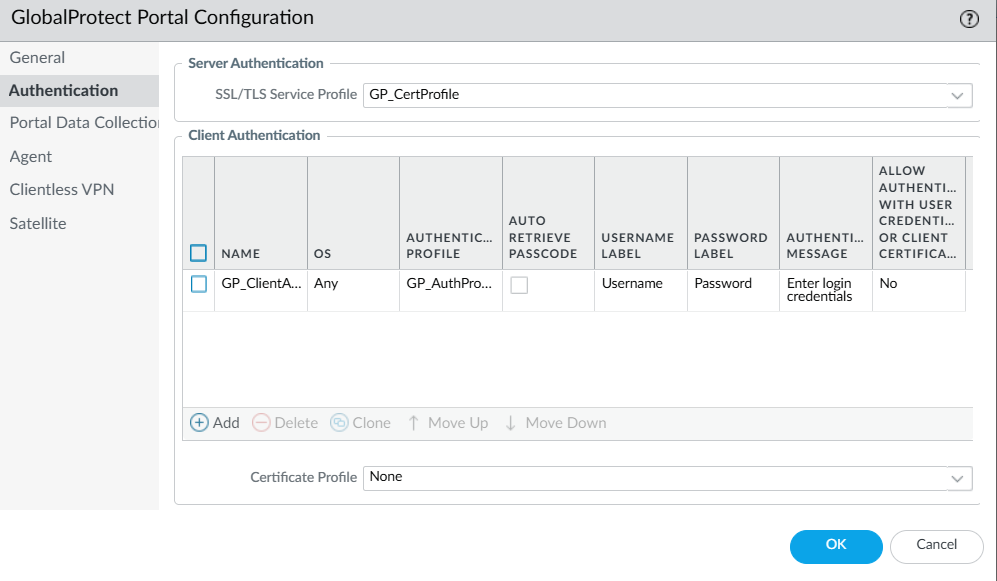 GlobalProtect Portal Configuration
?
General
Authentication
Portal Data Collectio
Agent
Clientless VPN
Satellite
Server Authentication
SSL/TLS Service Profile GP_CertProfile
Client Authentication
NAME
OS
AUTHENTIC...
PROFILE
AUTO
RETRIEVE
PASSCODE
USERNAME
LABEL
PASSWORD
LABEL
AUTHENTI...
MESSAGE
ALLOW
AUTHENTI...
WITH USER
CREDENTI...
OR CLIENT
CERTIFICA...
GP_ClientA...
Any
GP_AuthPro...
Username
Password
Enter login
credentials
No
Add Delete Clone Move Up Move Down
Certificate Profile None
OK Cancel